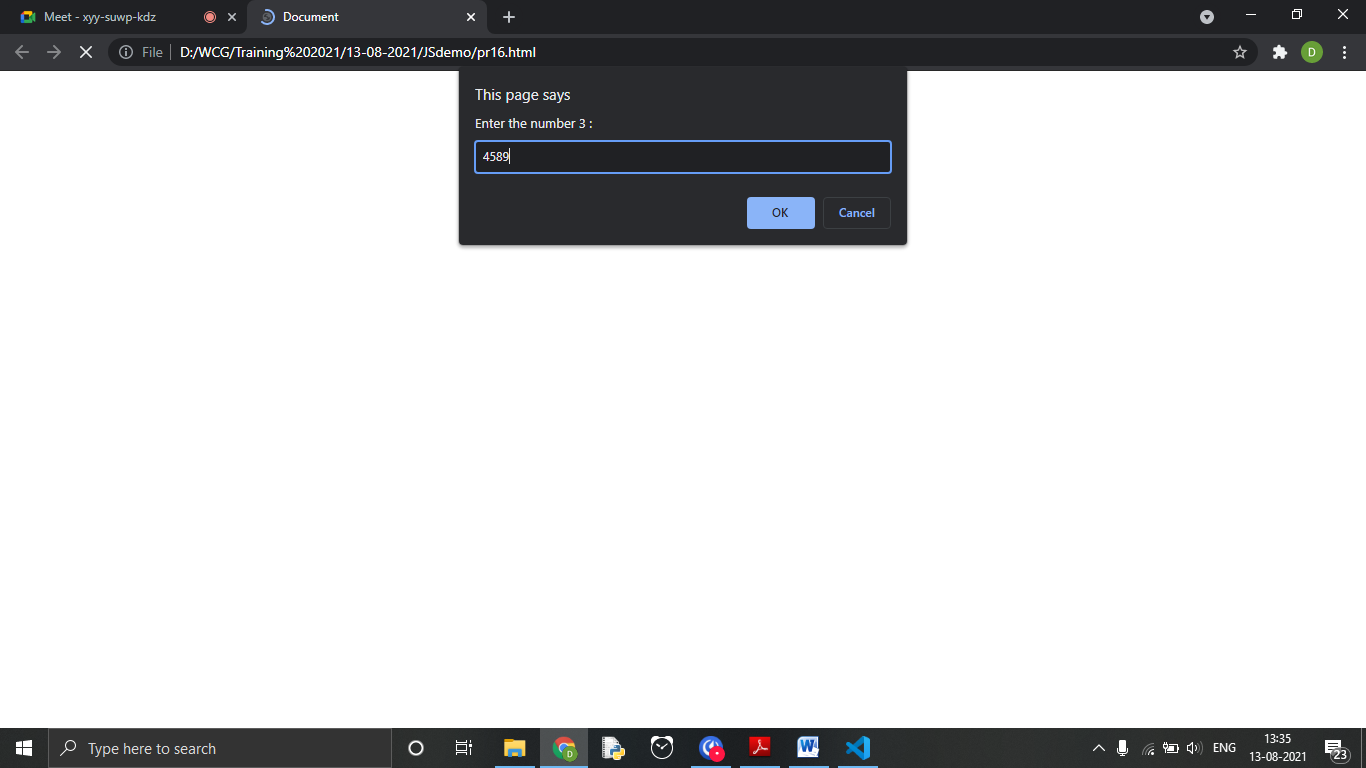 Meet - xyy-suwp-kdz
Document
File
D:/WCG/Training%202021/13-08-2021/JSdemo/pr16.html
D
This page says
Enter the number 3 :
4589
OK
Cancel
Type here to search
D
ENG
13:35
13-08-2021
23